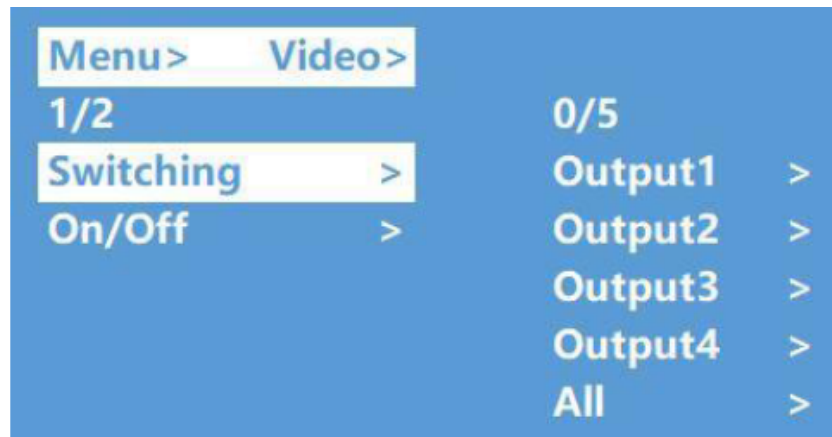 Menu> Video>
1/2 0/5
Switching > Output1 >
On/Off > Output2 >
Output3 >
Output4 >
All >